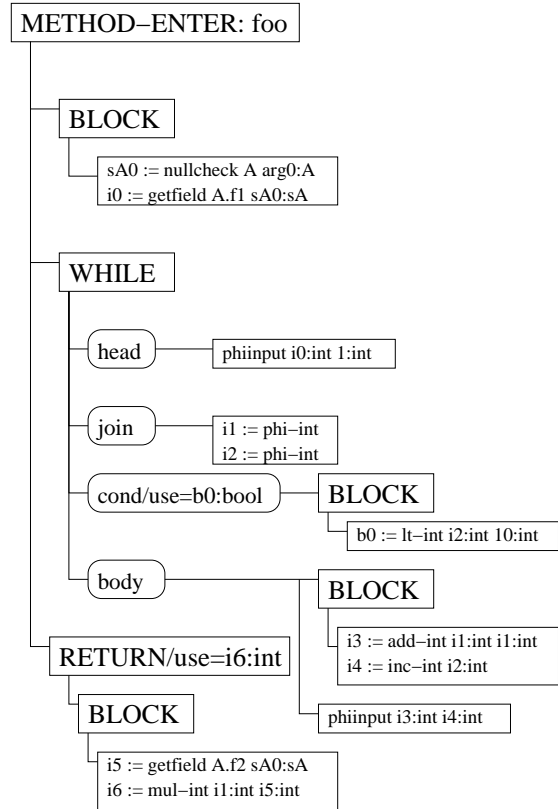 METHOD–ENTER: foo
BLOCK
sA0 := nullcheck A arg0:A
i0 := getfield A.f1 sA0:sA
WHILE
head
phiinput i0:int 1:int
join
i1 := phi–int
i2 := phi–int
cond/use=b0:bool
BLOCK
b0 := lt–int i2:int 10:int
body
BLOCK
i3 := add–int i1:int i1:int
i4 := inc–int i2:int
phiinput i3:int i4:int
RETURN/use=i6:int
BLOCK
i5 := getfield A.f2 sA0:sA
i6 := mul–int i1:int i5:int